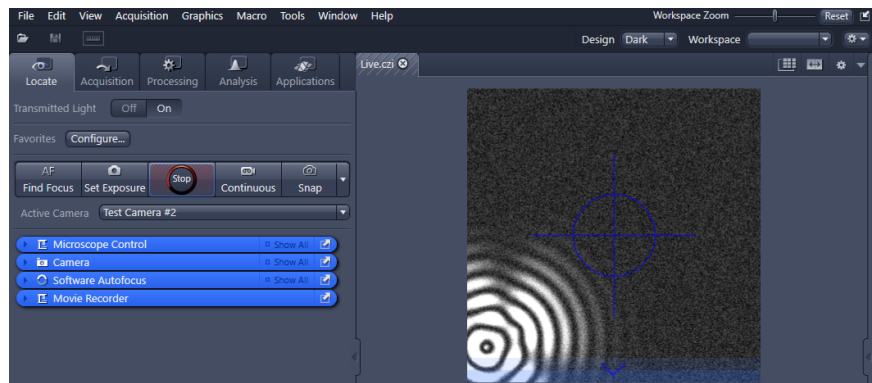 File Edit View Acquisition Graphics Macro Tools Window Help Workspace Zoom Reset
Design Dark Workspace
Locate Acquisition Processing Analysis Applications
Live.czi
Transmitted Light Off On
Favorites Configure...
AF
Find Focus Set Exposure Stop Continuous Snap
Active Camera Test Camera #2
Microscope Control Show All
Camera Show All
Software Autofocus Show All
Movie Recorder